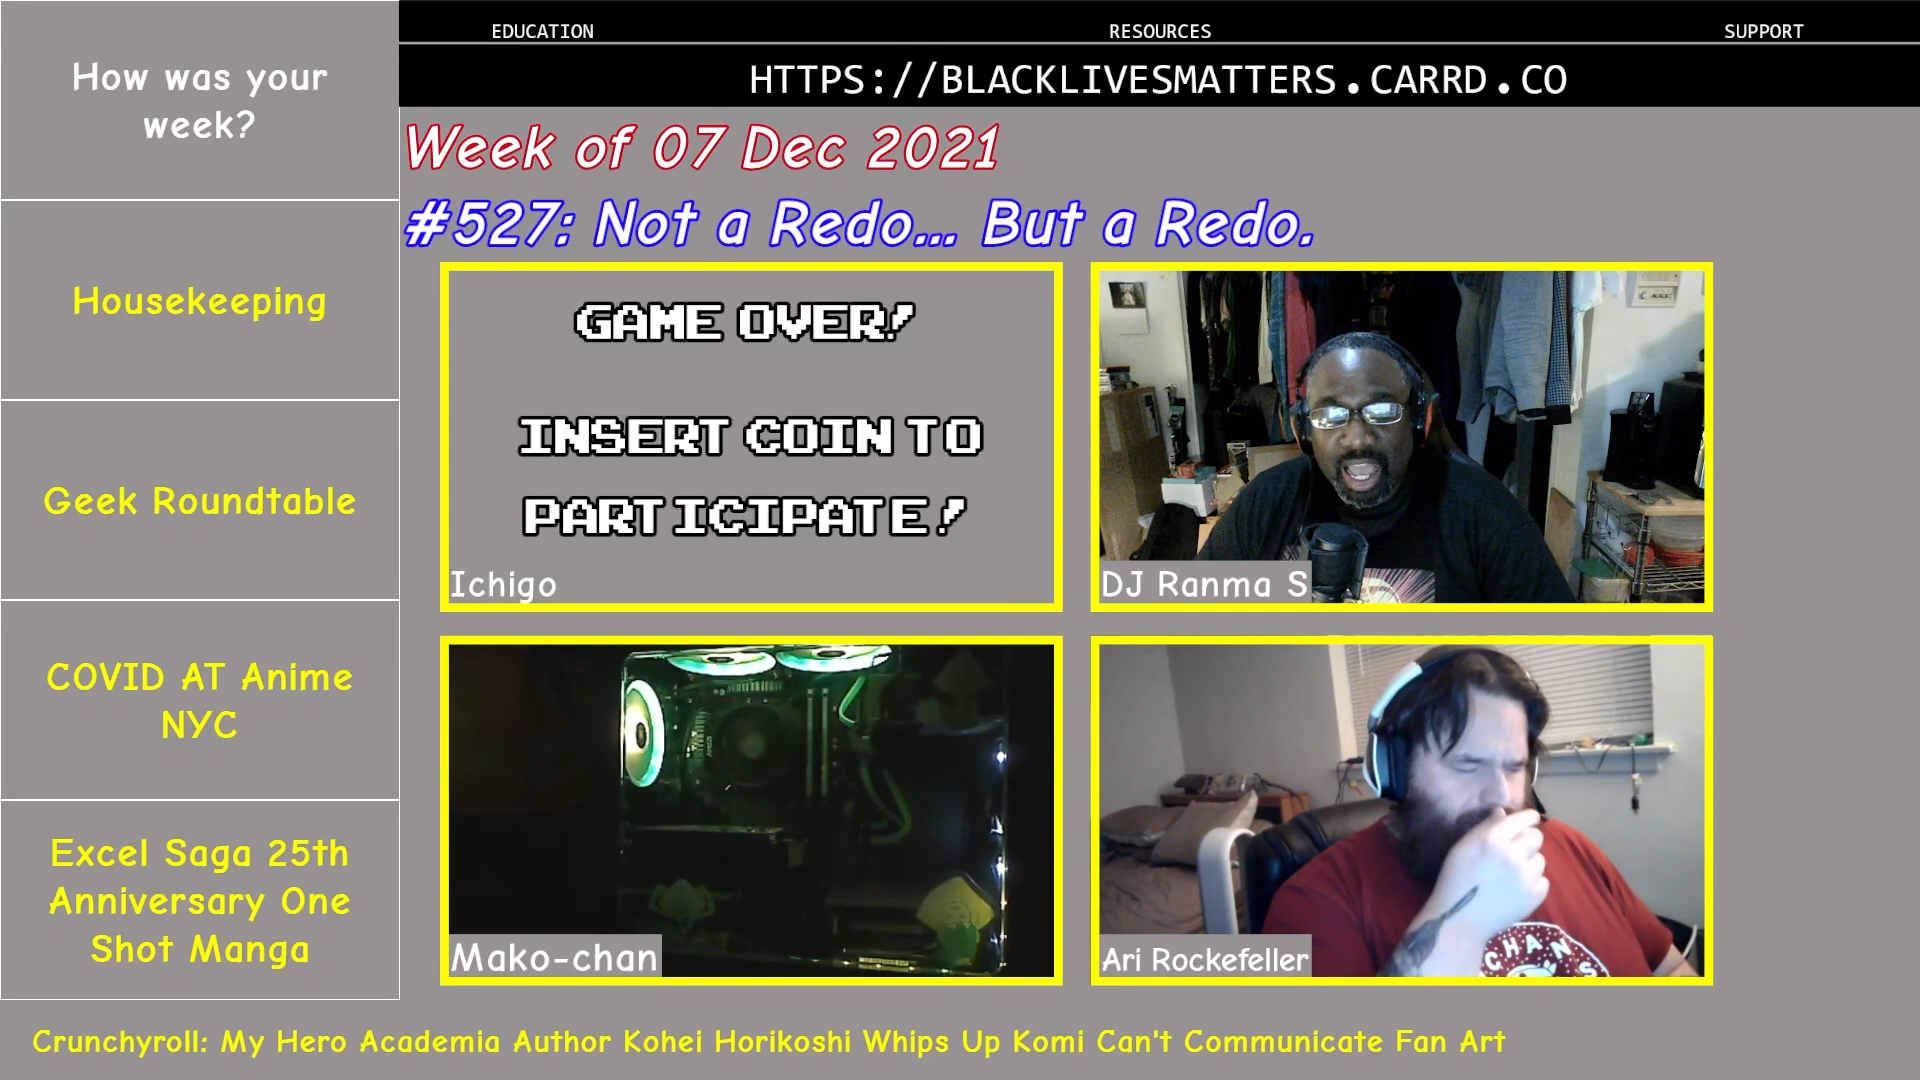 EDUCATION
RESOURCES
SUPPORT
HTTPS://BLACKLIVESMATTERS.CARRD.CO
How was your
week?
Housekeeping
Geek Roundtable
COVID AT Anime
NYC
Excel Saga 25th
Anniversary One
Shot Manga
Week of 07 Dec 2021
#527: Not a Redo... But a Redo.
GAME OVER!
INSERT COIN TO
PARTICIPATE!
Ichigo
DJ Ranma S
Mako-chan
Ari Rockefeller
CHAN
Crunchyroll: My Hero Academia Author Kohei Horikoshi Whips Up Komi Can't Communicate Fan Art